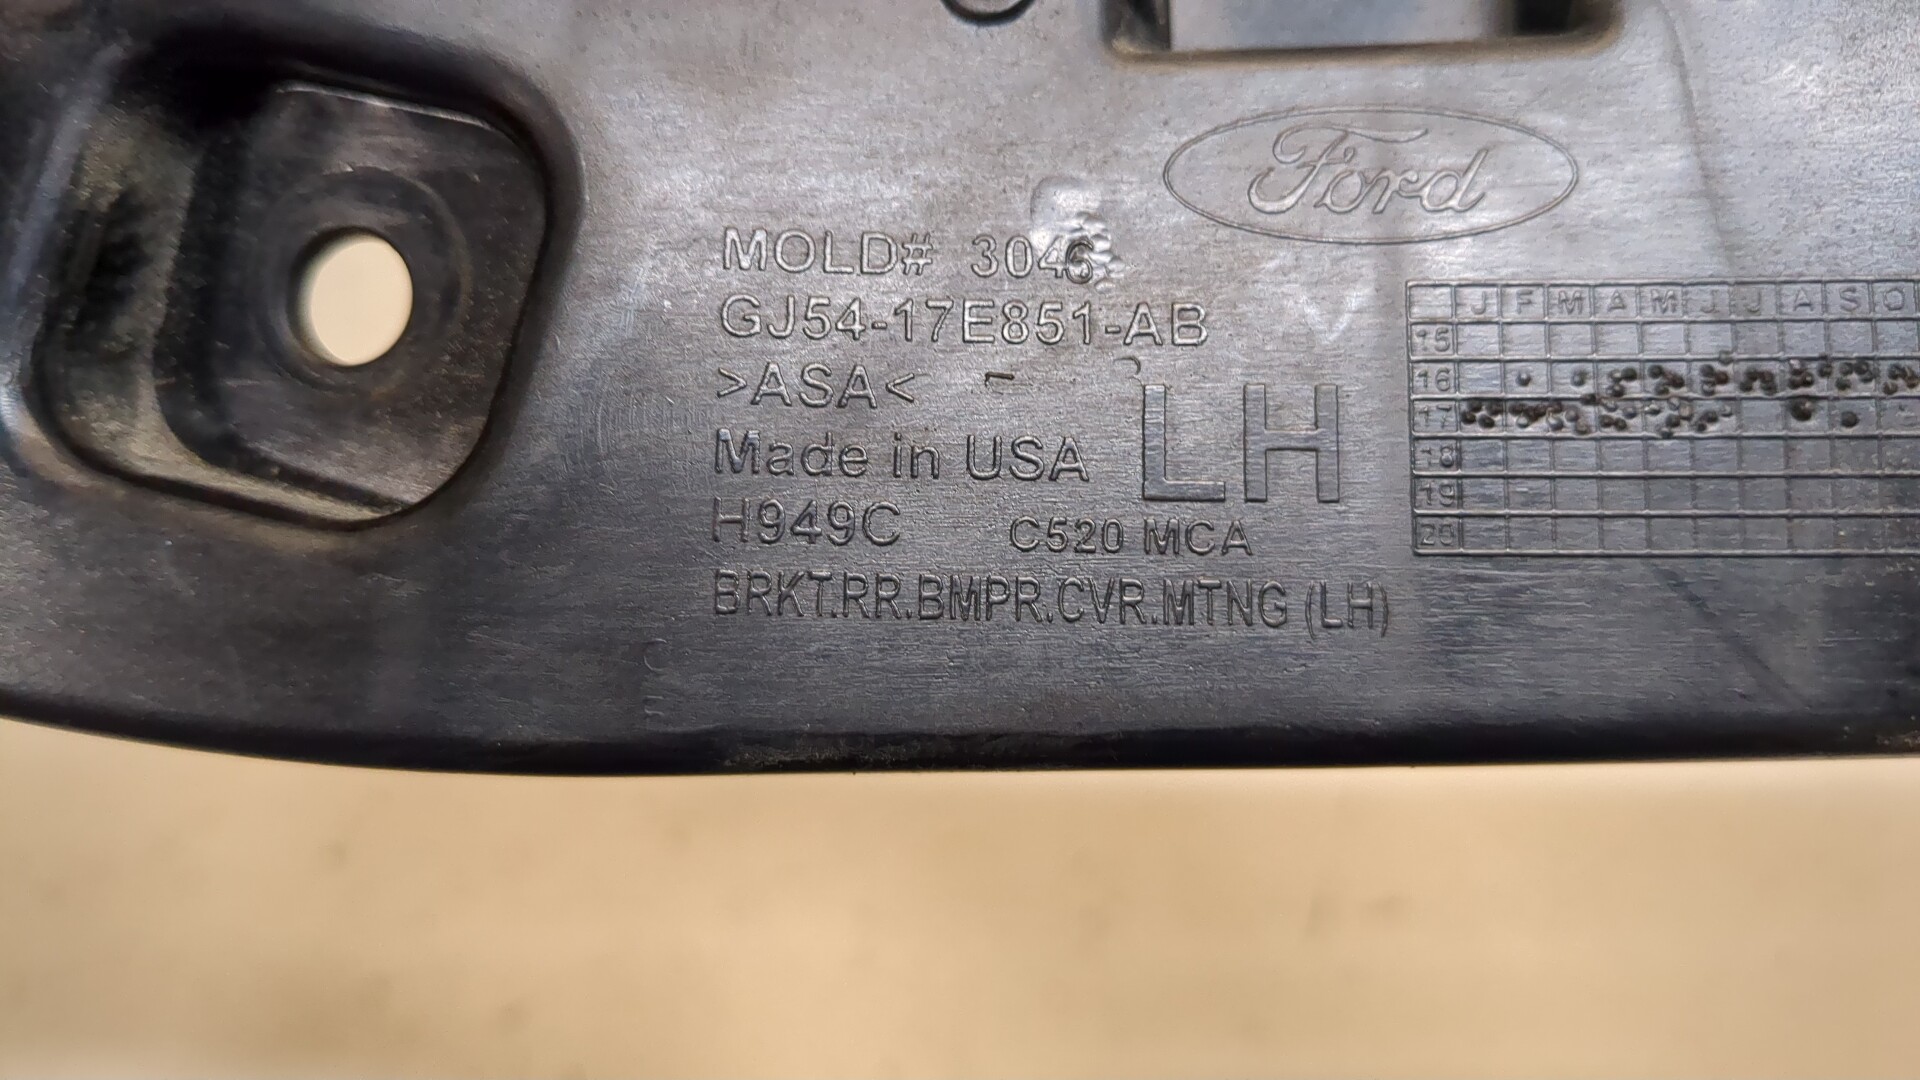 Ford
MOLD# 3046
GJ54-17E851-AB
>ASA<
LH
Made in USA
H949C C520 MCA
BRKT.RR.BMPR.CVR.MTNG (LH)
J F M A M J J A S O
15
16
17
18
19
20